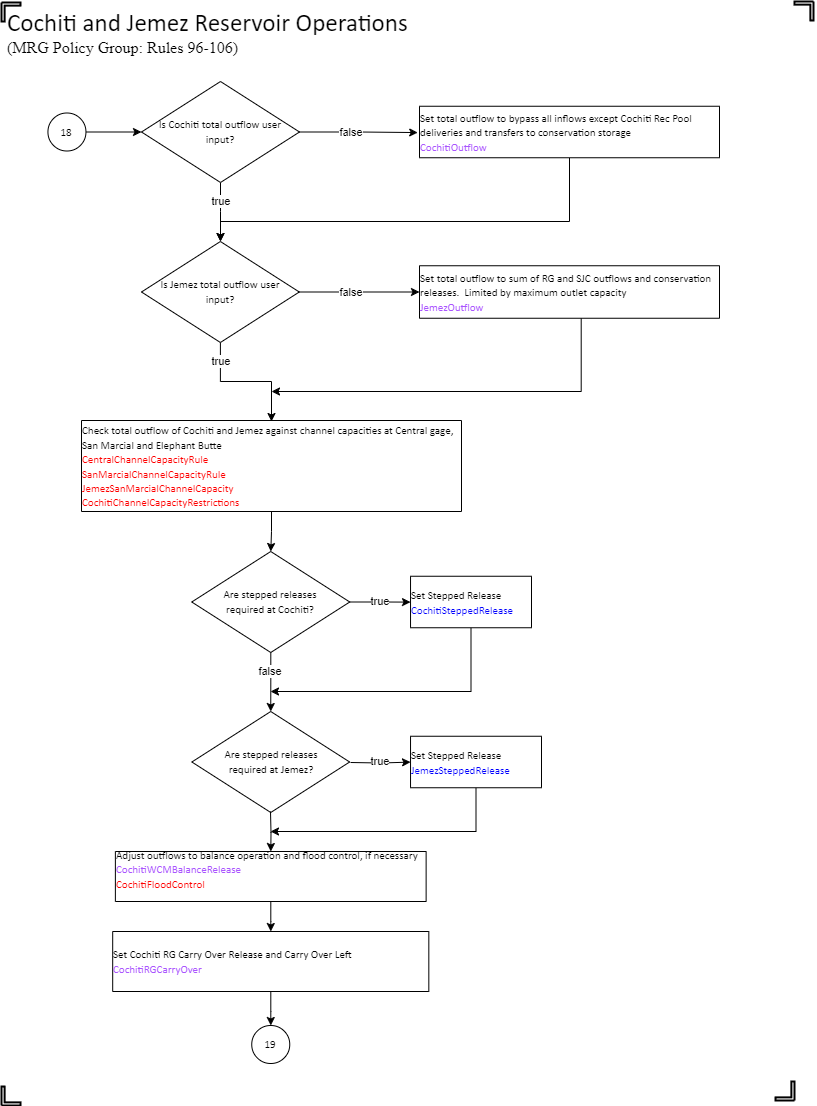 Cochiti and Jemez Reservoir Operations
(MRG Policy Group: Rules 96-106)
18
Is Cochiti total outflow user
input?
false
Set total outflow to bypass all inflows except Cochiti Rec Pool
deliveries and transfers to conservation storage
CochitiOutflow
true
Is Jemez total outflow user
input?
false
Set total outflow to sum of RG and SJC outflows and conservation
releases.  Limited by maximum outlet capacity
JemezOutflow
true
Check total outflow of Cochiti and Jemez against channel capacities at Central gage,
San Marcial and Elephant Butte
CentralChannelCapacityRule
SanMarcialChannelCapacityRule
JemezSanMarcialChannelCapacity
CochitiChannelCapacityRestrictions
Are stepped releases
required at Cochiti?
true
Set Stepped Release
CochitiSteppedRelease
false
Are stepped releases
required at Jemez?
true
Set Stepped Release
JemezSteppedRelease
Adjust outflows to balance operation and flood control, if necessary
CochitiWCMBalanceRelease
CochitiFloodControl
Set Cochiti RG Carry Over Release and Carry Over Left
CochitiRGCarryOver
19